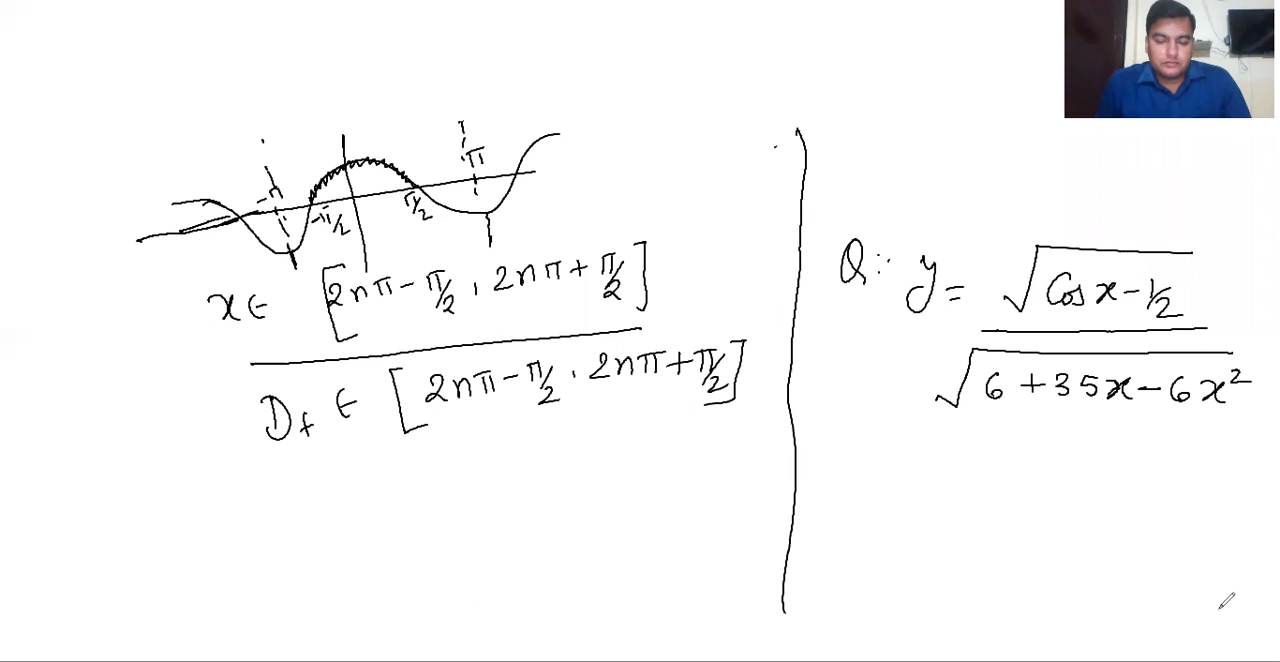 -π
-π/2
π/2
π
x ∈ [2nπ - π/2 , 2nπ + π/2]
D_f ∈ [2nπ - π/2 , 2nπ + π/2]
Q:- y = √(Cos x - 1/2) / √(6 + 35x - 6x²)